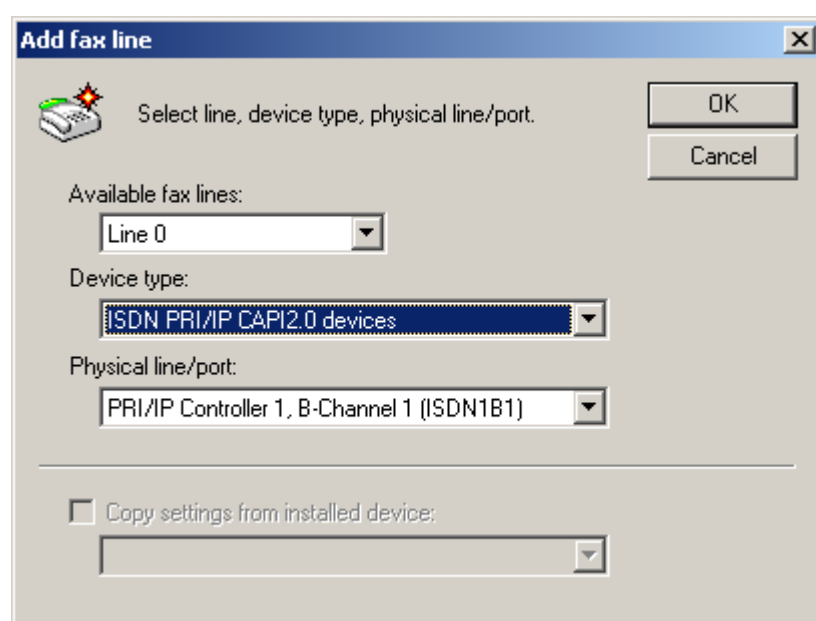 Add fax line
Select line, device type, physical line/port.
OK
Cancel
Available fax lines:
Line 0
Device type:
ISDN PRI/IP CAPI2.0 devices
Physical line/port:
PRI/IP Controller 1, B-Channel 1 (ISDN1B1)
Copy settings from installed device: